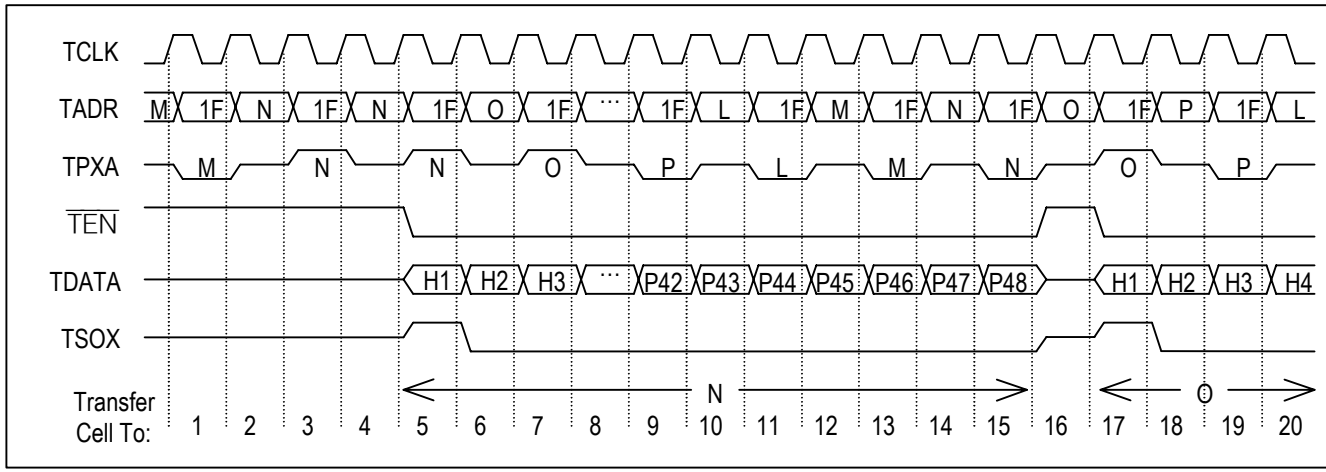 TCLK
TADR M 1F N 1F N 1F O 1F ... 1F L 1F M 1F N 1F O 1F P 1F L
TPXA M N N O P L M N O P
TEN
TDATA H1 H2 H3 ... P42 P43 P44 P45 P46 P47 P48 H1 H2 H3 H4
TSOX
N O
Transfer
Cell To: 1 2 3 4 5 6 7 8 9 10 11 12 13 14 15 16 17 18 19 20